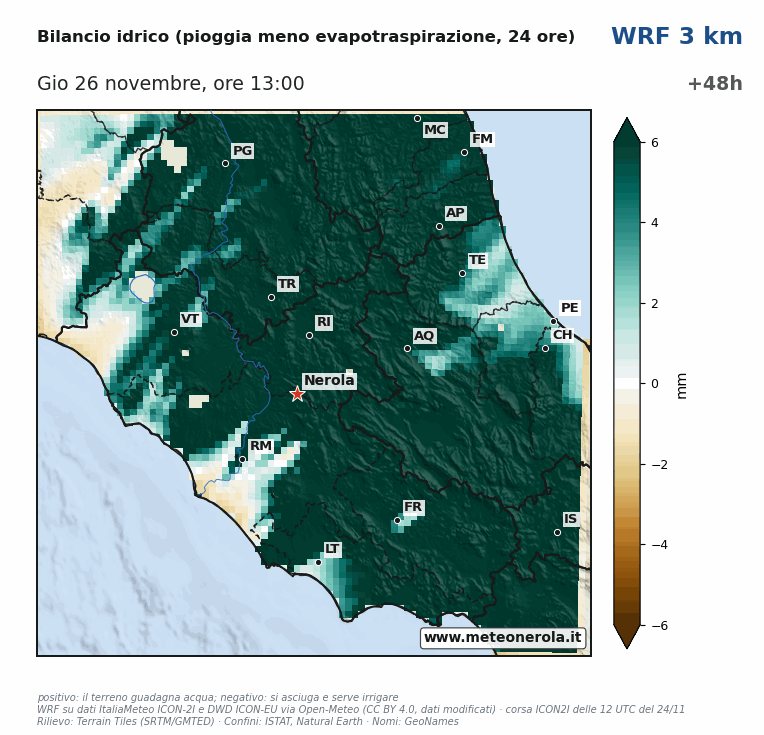 Bilancio idrico (pioggia meno evapotraspirazione, 24 ore)
WRF 3 km
Gio 26 novembre, ore 13:00
+48h
MC
FM
PG
AP
TE
TR
PE
VT
RI
AQ
CH
Nerola
RM
FR
IS
LT
www.meteonerola.it
6
4
2
0
−2
−4
−6
mm
positivo: il terreno guadagna acqua; negativo: si asciuga e serve irrigare
WRF su dati ItaliaMeteo ICON-2I e DWD ICON-EU via Open-Meteo (CC BY 4.0, dati modificati) · corsa ICON2I delle 12 UTC del 24/11
Rilievo: Terrain Tiles (SRTM/GMTED) · Confini: ISTAT, Natural Earth · Nomi: GeoNames